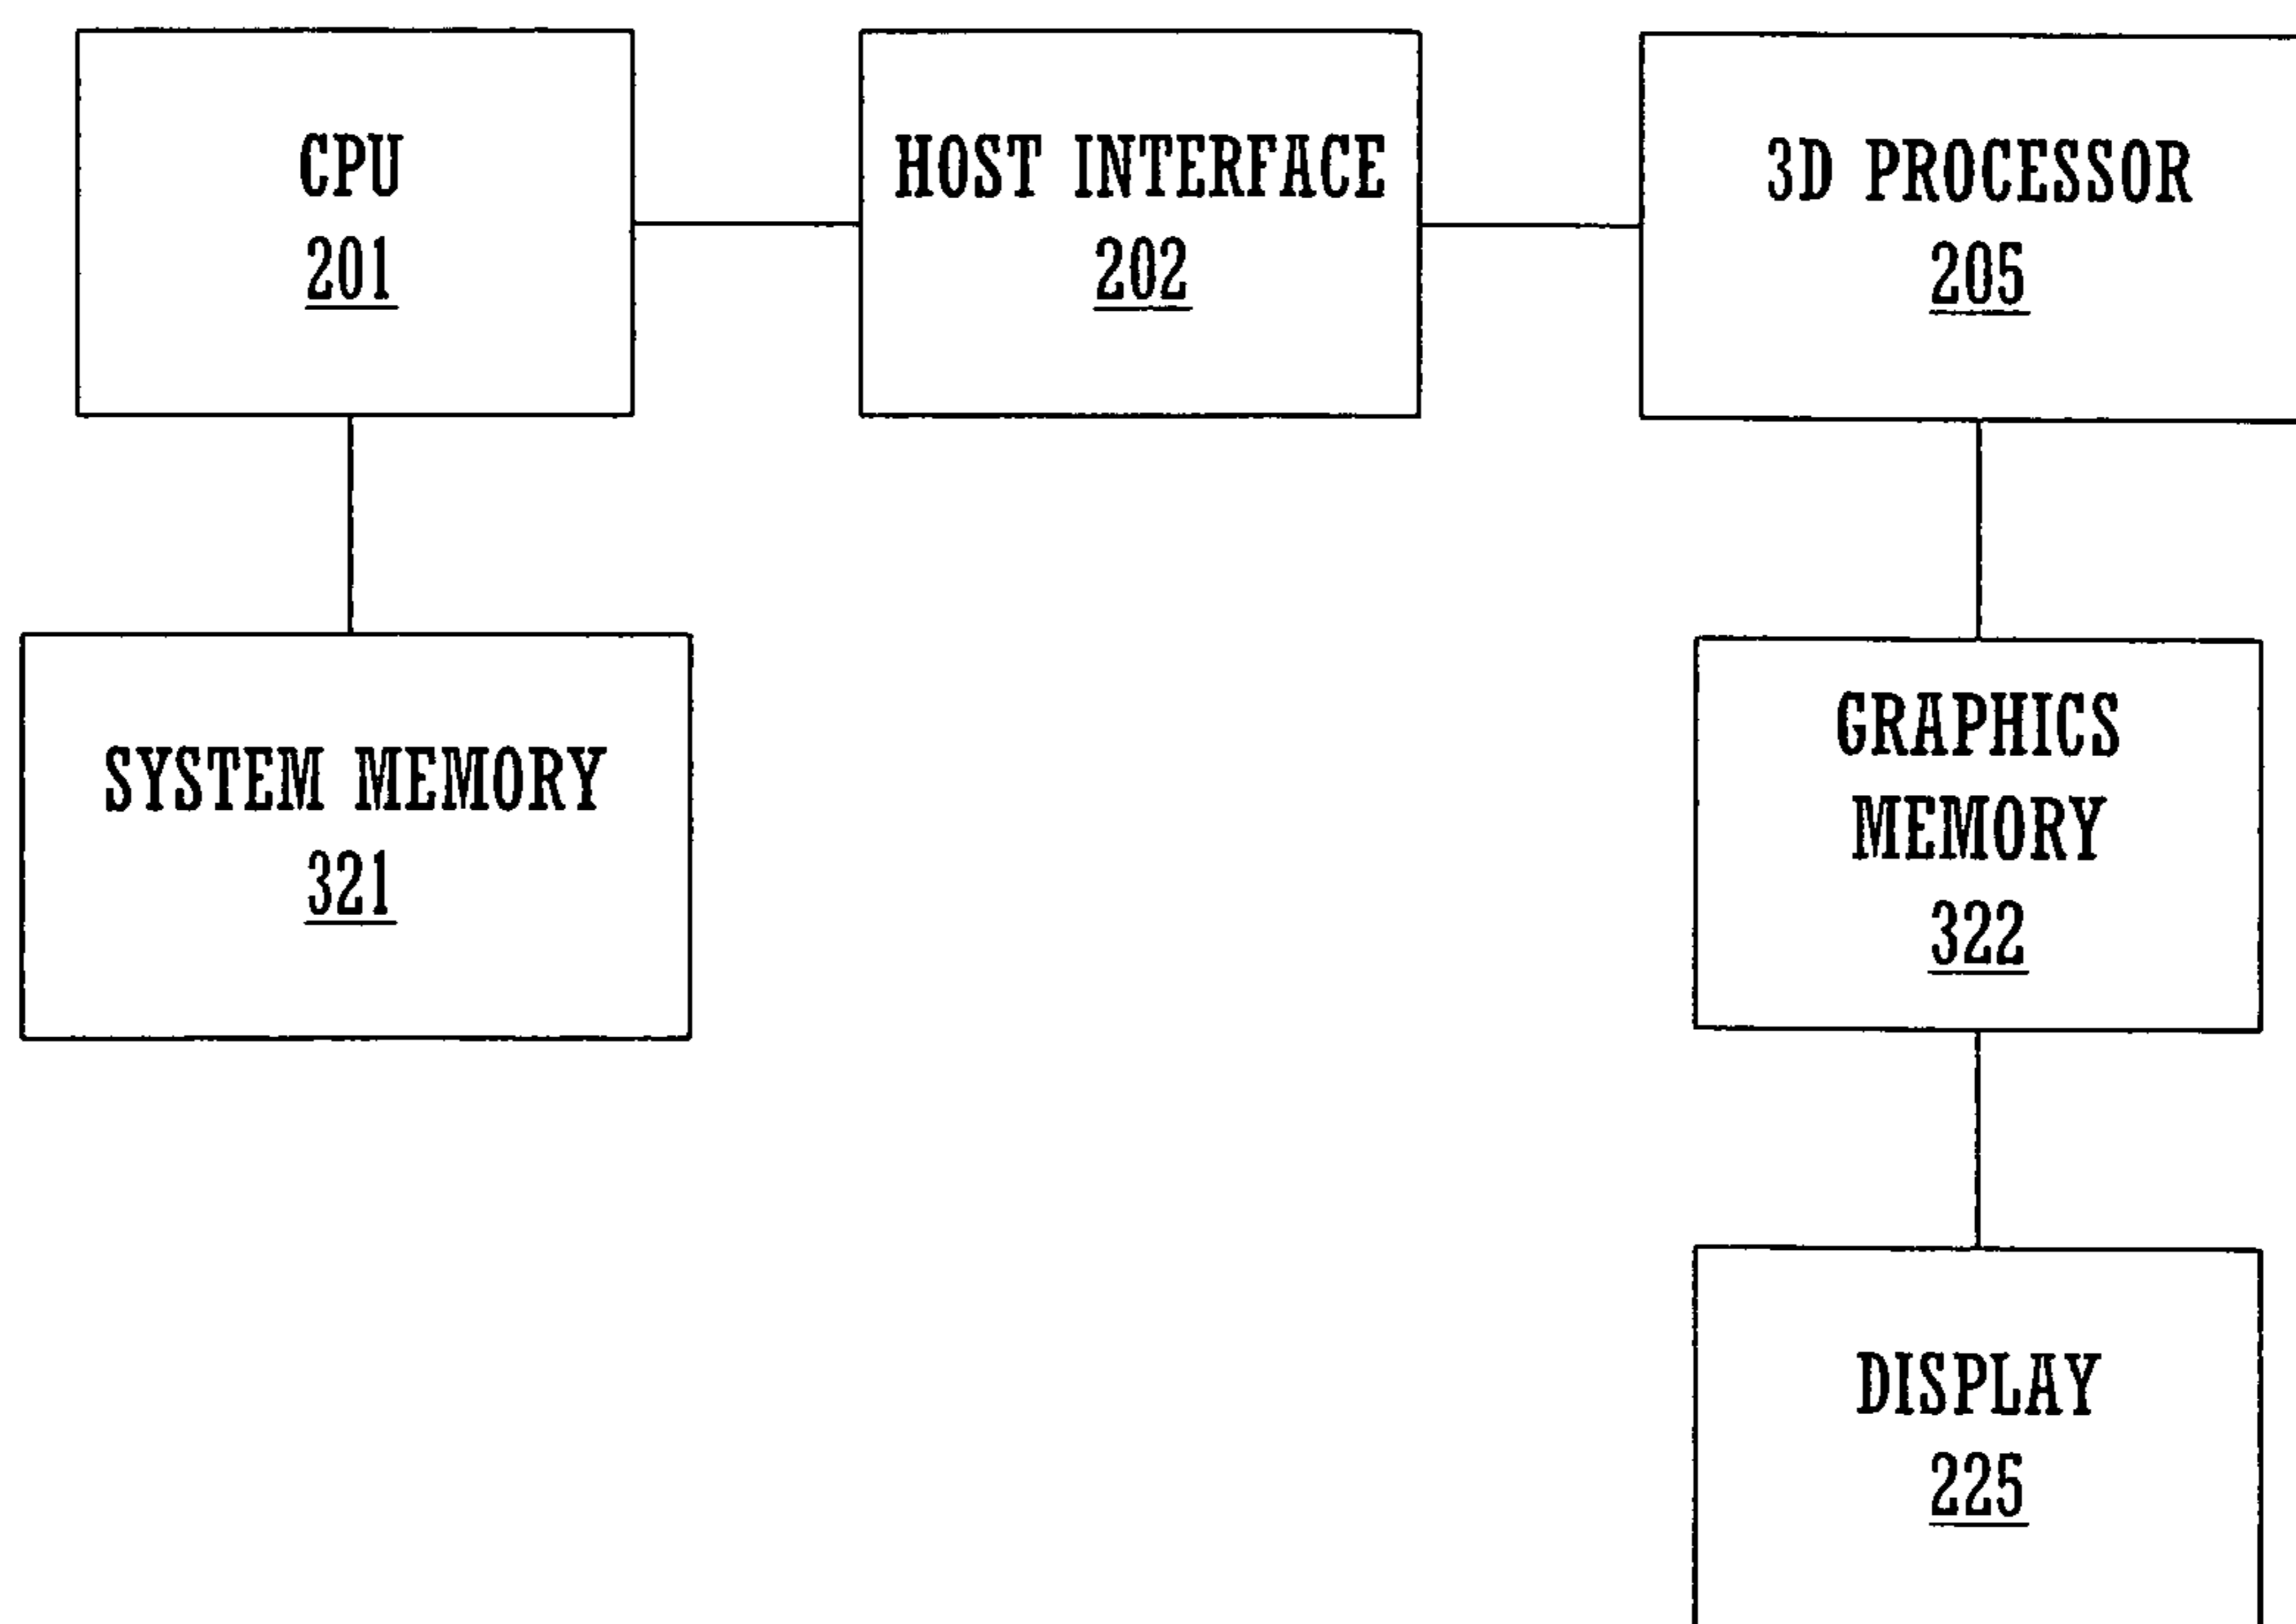 CPU
201
HOST INTERFACE
202
3D PROCESSOR
205
SYSTEM MEMORY
321
GRAPHICS
MEMORY
322
DISPLAY
225